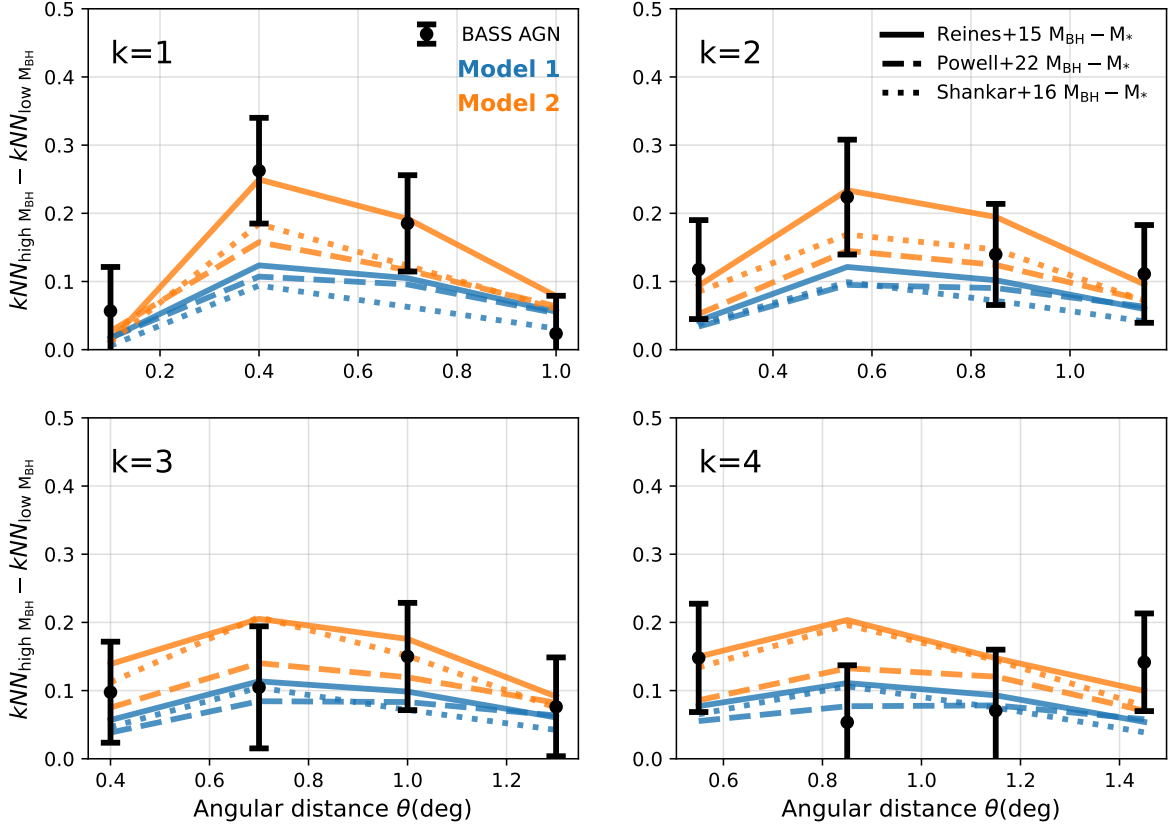 k=1
BASS AGN
Model 1
Model 2
kNN_high M_BH − kNN_low M_BH
0.5
0.4
0.3
0.2
0.1
0.0
0.2 0.4 0.6 0.8 1.0
k=2
Reines+15 M_BH − M_*
Powell+22 M_BH − M_*
Shankar+16 M_BH − M_*
0.5
0.4
0.3
0.2
0.1
0.0
0.4 0.6 0.8 1.0
k=3
kNN_high M_BH − kNN_low M_BH
0.5
0.4
0.3
0.2
0.1
0.0
0.4 0.6 0.8 1.0 1.2
Angular distance θ(deg)
k=4
0.5
0.4
0.3
0.2
0.1
0.0
0.6 0.8 1.0 1.2 1.4
Angular distance θ(deg)